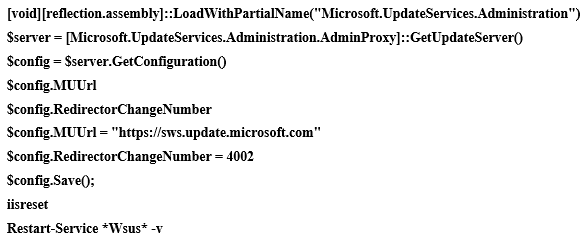 [void][reflection.assembly]::LoadWithPartialName("Microsoft.UpdateServices.Administration")
$server = [Microsoft.UpdateServices.Administration.AdminProxy]::GetUpdateServer()
$config = $server.GetConfiguration()
$config.MUUrl
$config.RedirectorChangeNumber
$config.MUUrl = "https://sws.update.microsoft.com"
$config.RedirectorChangeNumber = 4002
$config.Save();
iisreset
Restart-Service *Wsus* -v